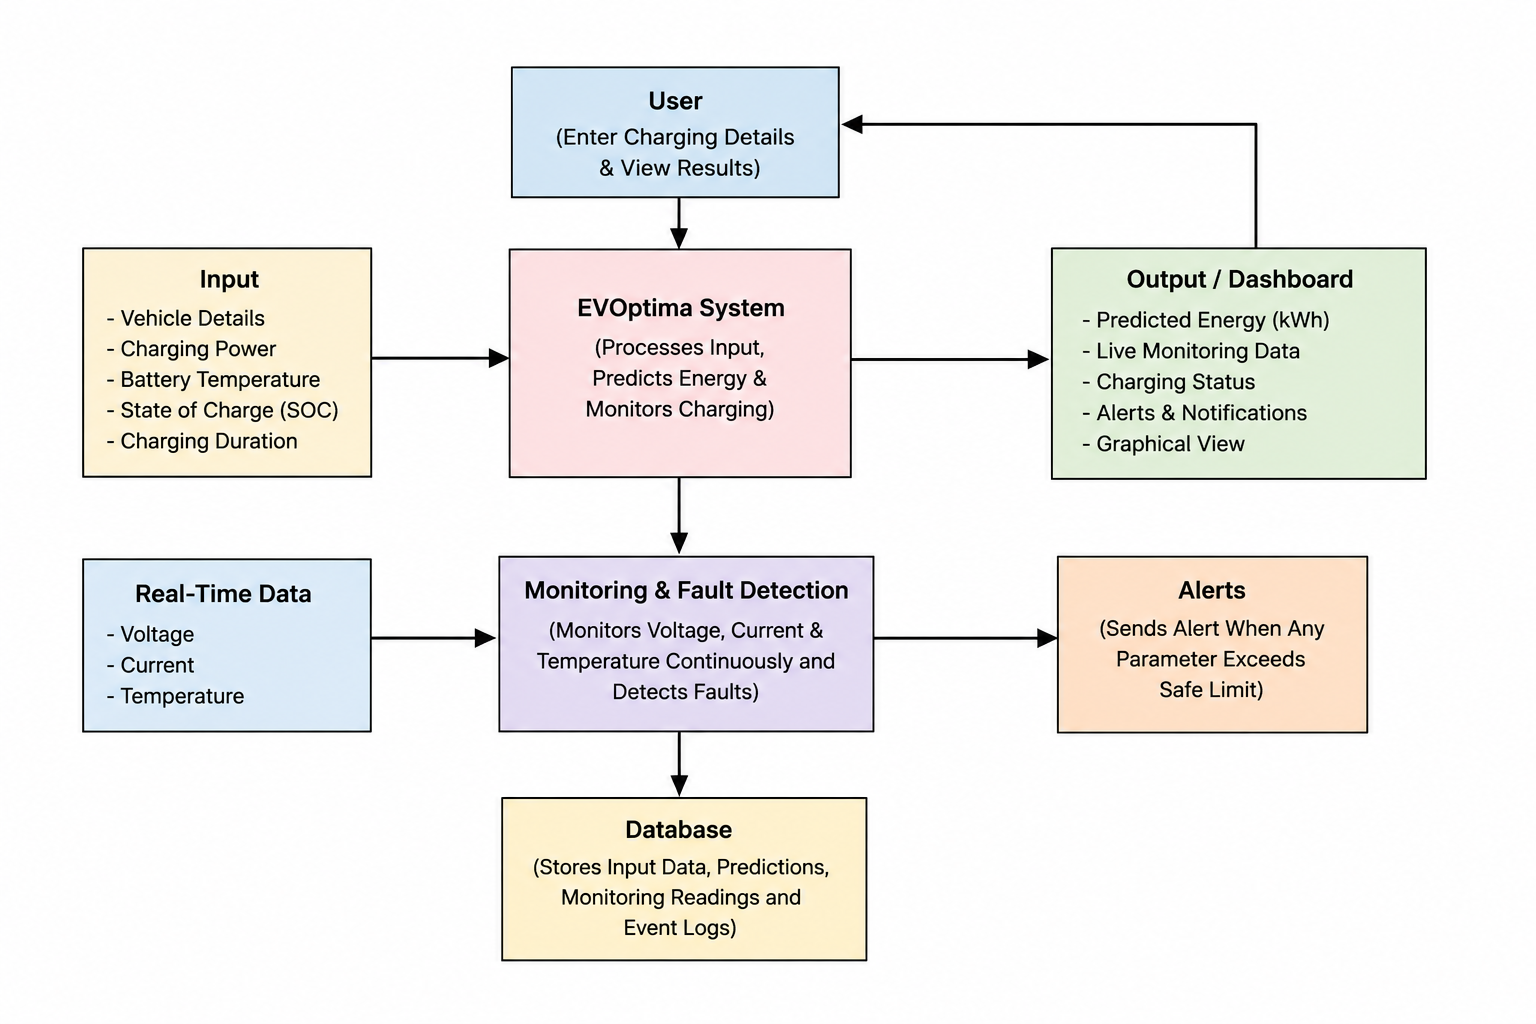 User
(Enter Charging Details
& View Results)
Input
- Vehicle Details
- Charging Power
- Battery Temperature
- State of Charge (SOC)
- Charging Duration
EVOptima System
(Processes Input,
Predicts Energy &
Monitors Charging)
Output / Dashboard
- Predicted Energy (kWh)
- Live Monitoring Data
- Charging Status
- Alerts & Notifications
- Graphical View
Real-Time Data
- Voltage
- Current
- Temperature
Monitoring & Fault Detection
(Monitors Voltage, Current &
Temperature Continuously and
Detects Faults)
Alerts
(Sends Alert When Any
Parameter Exceeds
Safe Limit)
Database
(Stores Input Data, Predictions,
Monitoring Readings and
Event Logs)